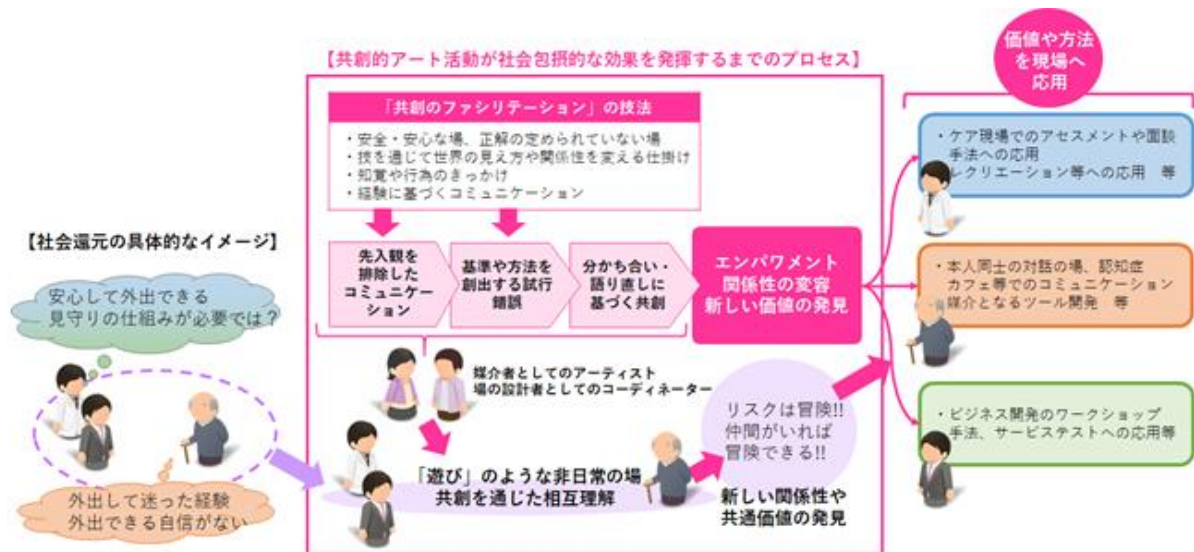 【共創的アート活動が社会包摂的な効果を発揮するまでのプロセス】
「共創のファシリテーション」の技法
・安全・安心な場、正解の定められていない場
・技を通じて世界の見え方や関係性を変える仕掛け
・知覚や行為のきっかけ
・経験に基づくコミュニケーション
先入観を
排除した
コミュニケー
ション
基準や方法を
創出する試行
錯誤
分かち合い・
語り直しに
基づく共創
エンパワメント
関係性の変容
新しい価値の発見
媒介者としてのアーティスト
場の設計者としてのコーディネーター
「遊び」のような非日常の場
共創を通じた相互理解
リスクは冒険!!
仲間がいれば
冒険できる!!
新しい関係性や
共通価値の発見
【社会還元の具体的なイメージ】
安心して外出できる
見守りの仕組みが必要では？
外出して迷った経験
外出できる自信がない
価値や方法
を現場へ
応用
・ケア現場でのアセスメントや面談
手法への応用
レクリエーション等への応用　等
・本人同士の対話の場、認知症
カフェ等でのコミュニケーション
媒介となるツール開発　等
・ビジネス開発のワークショップ
手法、サービステストへの応用等